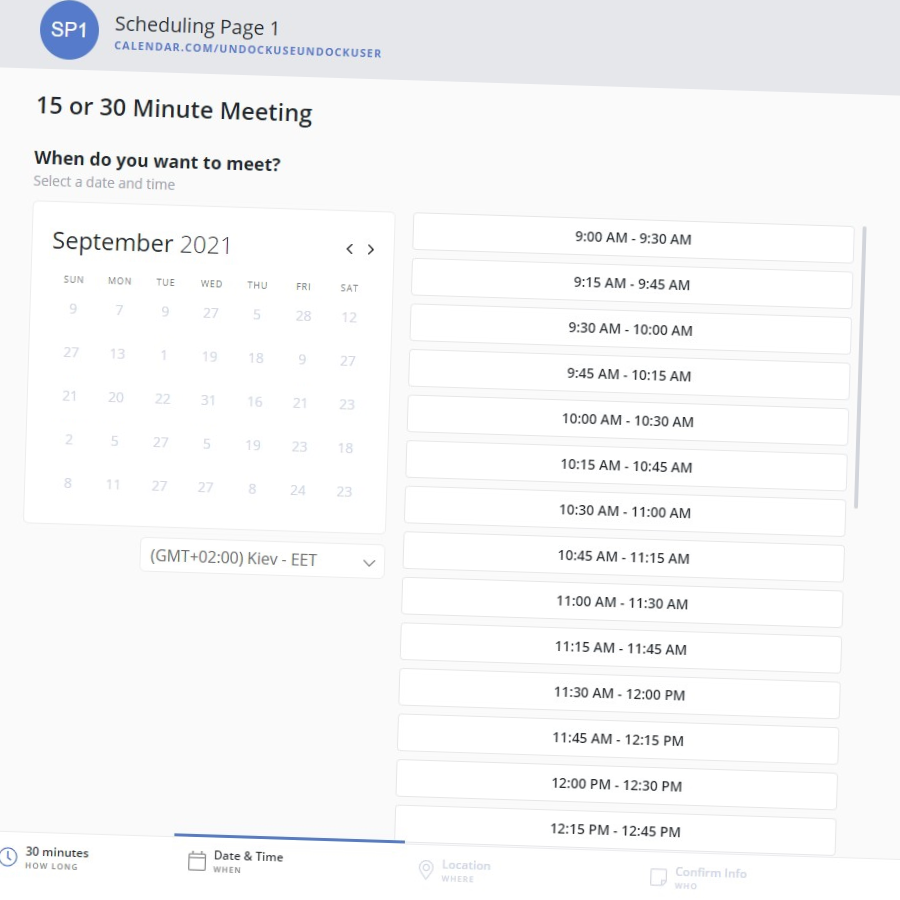 SP1
Scheduling Page 1
CALENDAR.COM/UNDOCKUSEUNDOCKUSER
15 or 30 Minute Meeting
When do you want to meet?
Select a date and time
September 2021
SUN MON TUE WED THU FRI SAT
9 7 9 27 5 28 12
27 13 1 19 18 9 27
21 20 22 31 16 21 23
2 5 27 5 19 23 18
8 11 27 27 8 24 23
(GMT+02:00) Kiev - EET
9:00 AM - 9:30 AM
9:15 AM - 9:45 AM
9:30 AM - 10:00 AM
9:45 AM - 10:15 AM
10:00 AM - 10:30 AM
10:15 AM - 10:45 AM
10:30 AM - 11:00 AM
10:45 AM - 11:15 AM
11:00 AM - 11:30 AM
11:15 AM - 11:45 AM
11:30 AM - 12:00 PM
11:45 AM - 12:15 PM
12:00 PM - 12:30 PM
12:15 PM - 12:45 PM
30 minutes
HOW LONG
Date & Time
WHEN
Location
WHERE
Confirm Info
WHO